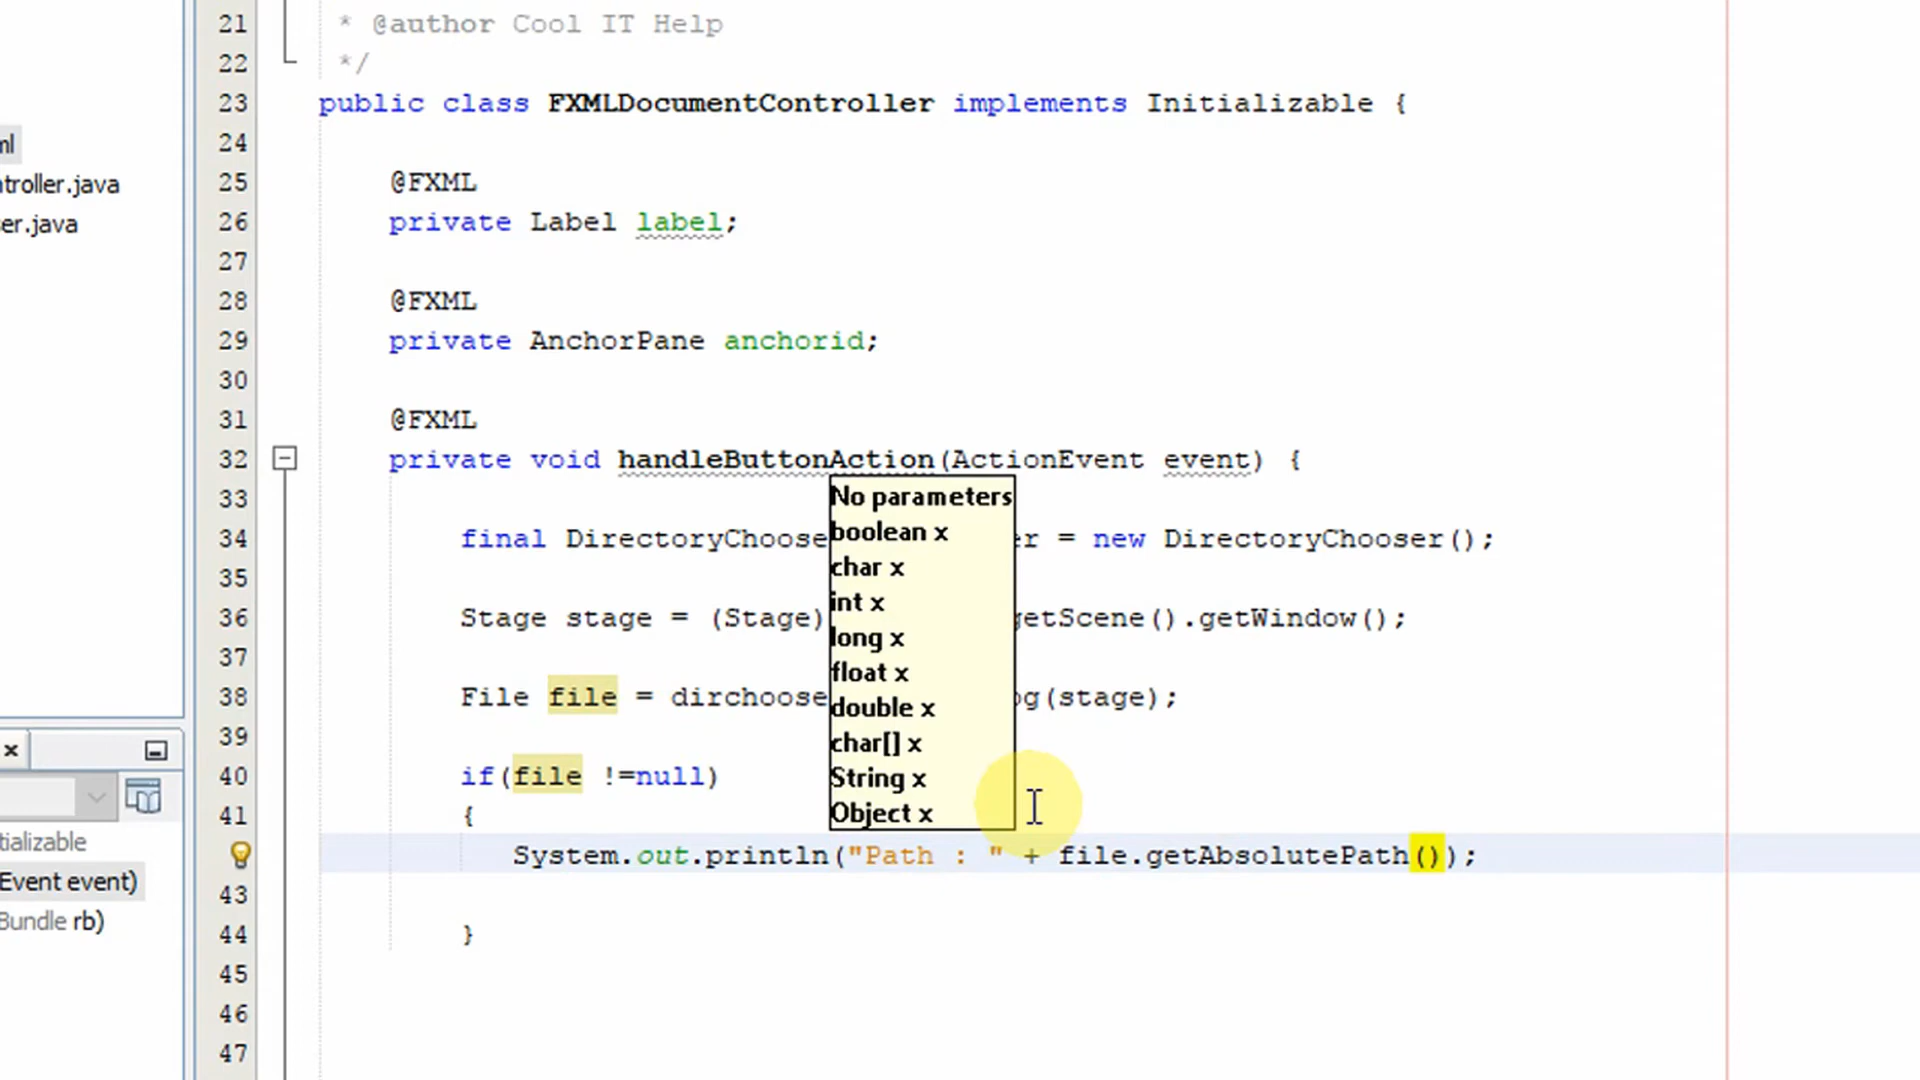 21 * @author Cool IT Help
22 */
23 public class FXMLDocumentController implements Initializable {
24
25 @FXML
26 private Label label;
27
28 @FXML
29 private AnchorPane anchorid;
30
31 @FXML
32 private void handleButtonAction(ActionEvent event) {
33
34 final DirectoryChoose er = new DirectoryChooser();
35
36 Stage stage = (Stage) getScene().getWindow();
37
38 File file = dirchoose og(stage);
39
40 if(file !=null)
41 {
System.out.println("Path : " + file.getAbsolutePath());
43
44 }
45
46
47
No parameters
boolean x
char x
int x
long x
float x
double x
char[] x
String x
Object x
ml
troller.java
ser.java
tializable
Event event)
Bundle rb)